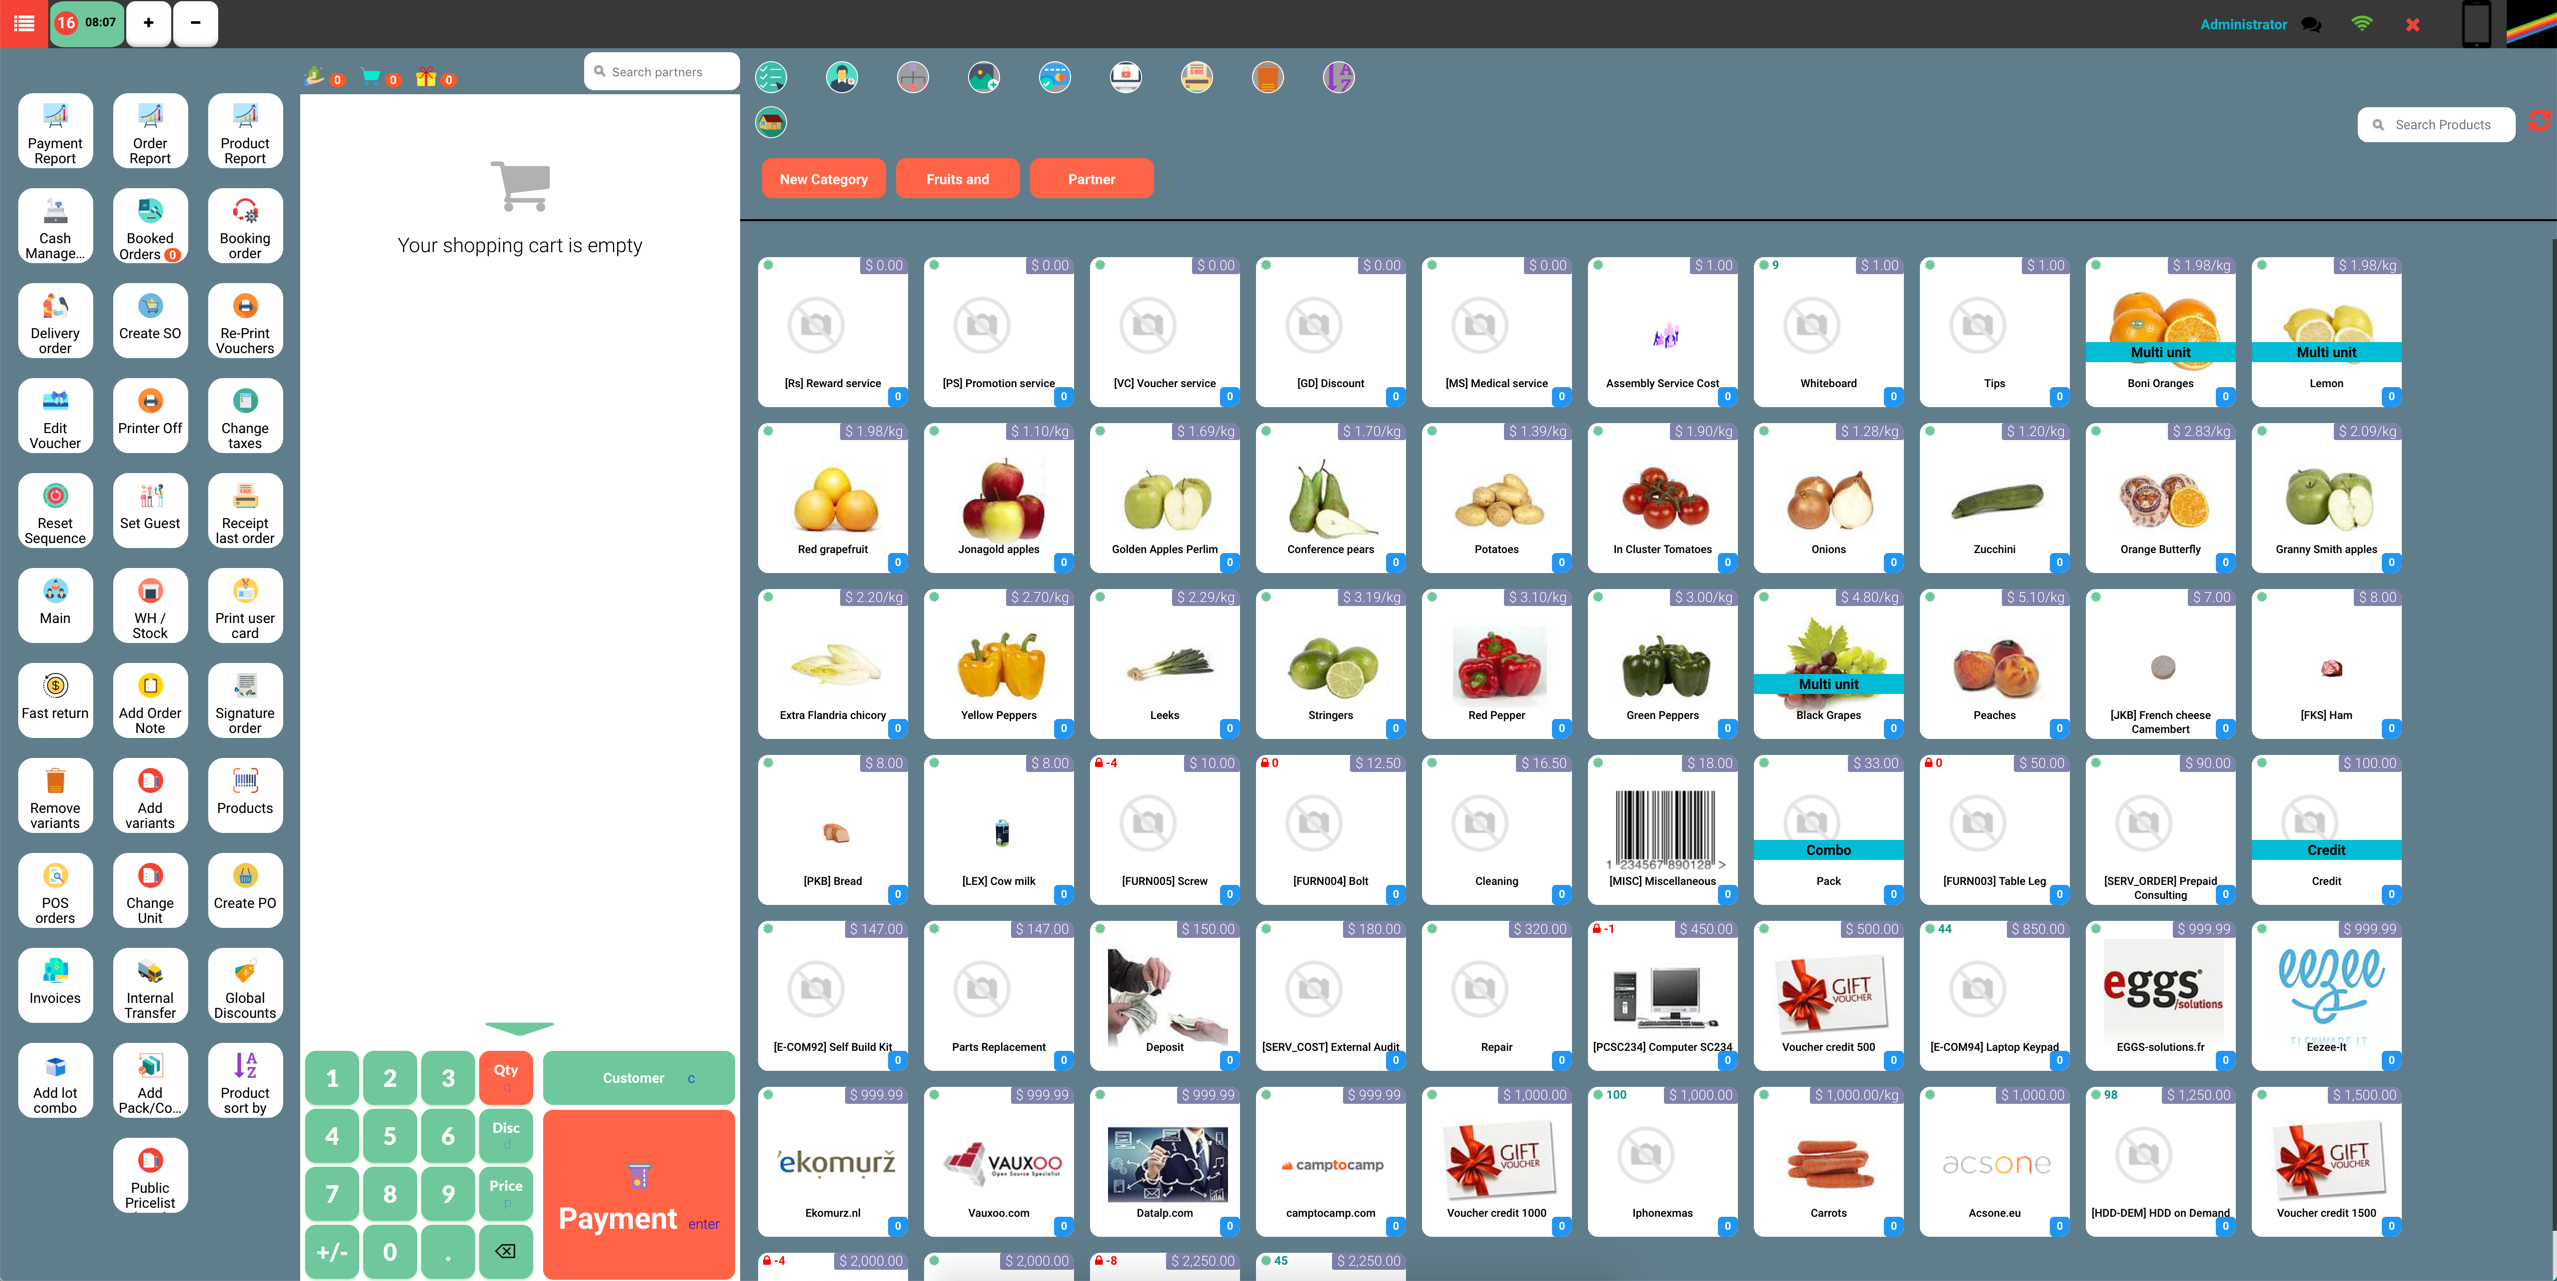 16 08:07 + −
Administrator
Payment Report
Order Report
Product Report
Cash Manage...
Booked Orders 0
Booking order
Delivery order
Create SO
Re-Print Vouchers
Edit Voucher
Printer Off
Change taxes
Reset Sequence
Set Guest
Receipt last order
Main
WH / Stock
Print user card
Fast return
Add Order Note
Signature order
Remove variants
Add variants
Products
POS orders
Change Unit
Create PO
Invoices
Internal Transfer
Global Discounts
Add lot combo
Add Pack/Co...
Product sort by
Public Pricelist
0 0 0
Search partners
Your shopping cart is empty
1 2 3 Qty q
4 5 6 Disc d
7 8 9 Price p
+/- 0 .
Customer c
Payment enter
Search Products
New Category
Fruits and
Partner
$ 0.00 $ 0.00 $ 0.00 $ 0.00 $ 0.00 $ 1.00 9 $ 1.00 $ 1.00 $ 1.98/kg $ 1.98/kg
Multi unit Multi unit
[Rs] Reward service [PS] Promotion service [VC] Voucher service [GD] Discount [MS] Medical service Assembly Service Cost Whiteboard Tips Boni Oranges Lemon
0 0 0 0 0 0 0 0 0 0
$ 1.98/kg $ 1.10/kg $ 1.69/kg $ 1.70/kg $ 1.39/kg $ 1.90/kg $ 1.28/kg $ 1.20/kg $ 2.83/kg $ 2.09/kg
Red grapefruit Jonagold apples Golden Apples Perlim Conference pears Potatoes In Cluster Tomatoes Onions Zucchini Orange Butterfly Granny Smith apples
0 0 0 0 0 0 0 0 0 0
$ 2.20/kg $ 2.70/kg $ 2.29/kg $ 3.19/kg $ 3.10/kg $ 3.00/kg $ 4.80/kg $ 5.10/kg $ 7.00 $ 8.00
Multi unit
Extra Flandria chicory Yellow Peppers Leeks Stringers Red Pepper Green Peppers Black Grapes Peaches [JKB] French cheese Camembert [FKS] Ham
0 0 0 0 0 0 0 0 0 0
$ 8.00 $ 8.00 -4 $ 10.00 0 $ 12.50 $ 16.50 $ 18.00 $ 33.00 0 $ 50.00 $ 90.00 $ 100.00
1 234567 890128 >
Combo Credit
[PKB] Bread [LEX] Cow milk [FURN005] Screw [FURN004] Bolt Cleaning [MISC] Miscellaneous Pack [FURN003] Table Leg [SERV_ORDER] Prepaid Consulting Credit
0 0 0 0 0 0 0 0 0 0
$ 147.00 $ 147.00 $ 150.00 $ 180.00 $ 320.00 -1 $ 450.00 $ 500.00 44 $ 850.00 $ 999.99 $ 999.99
GIFT VOUCHER
eggs /solutions
eezee
FLEXWARE IT
[E-COM92] Self Build Kit Parts Replacement Deposit [SERV_COST] External Audit Repair [PCSC234] Computer SC234 Voucher credit 500 [E-COM94] Laptop Keypad EGGS-solutions.fr Eezee-It
0 0 0 0 0 0 0 0 0 0
$ 999.99 $ 999.99 $ 999.99 $ 999.99 $ 1,000.00 100 $ 1,000.00 $ 1,000.00/kg $ 1,000.00 98 $ 1,250.00 $ 1,500.00
'ekomurž
VAUXOO
Open Source Specialist
camptocamp
GIFT VOUCHER
acsone
GIFT VOUCHER
Ekomurz.nl Vauxoo.com Datalp.com camptocamp.com Voucher credit 1000 Iphonexmas Carrots Acsone.eu [HDD-DEM] HDD on Demand Voucher credit 1500
0 0 0 0 0 0 0 0 0 0
-4 $ 2,000.00 $ 2,000.00 -8 $ 2,250.00 45 $ 2,250.00